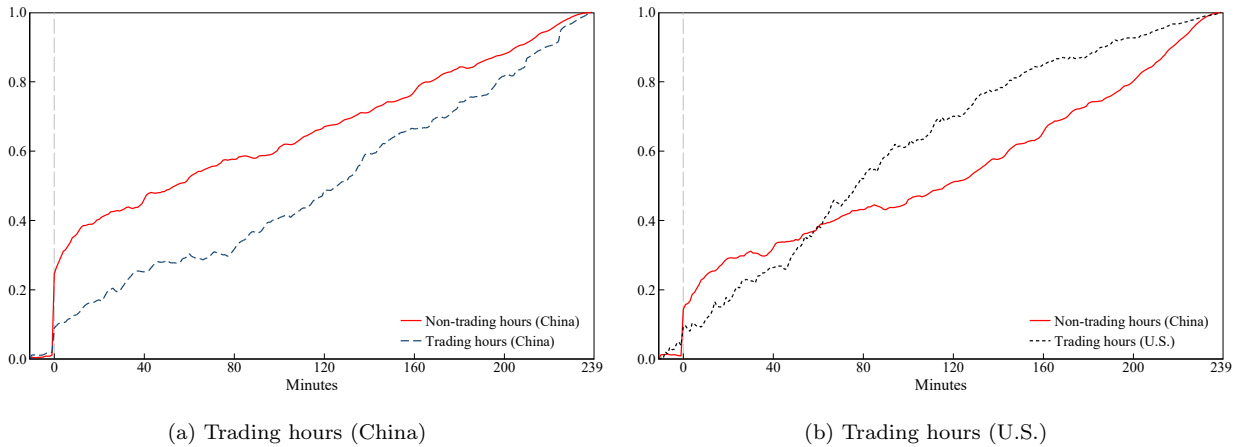 1.0
0.8
0.6
0.4
0.2
0.0
Non-trading hours (China)
Trading hours (China)
0 40 80 120 160 200 239
Minutes
(a) Trading hours (China)
1.0
0.8
0.6
0.4
0.2
0.0
Non-trading hours (China)
Trading hours (U.S.)
0 40 80 120 160 200 239
Minutes
(b) Trading hours (U.S.)